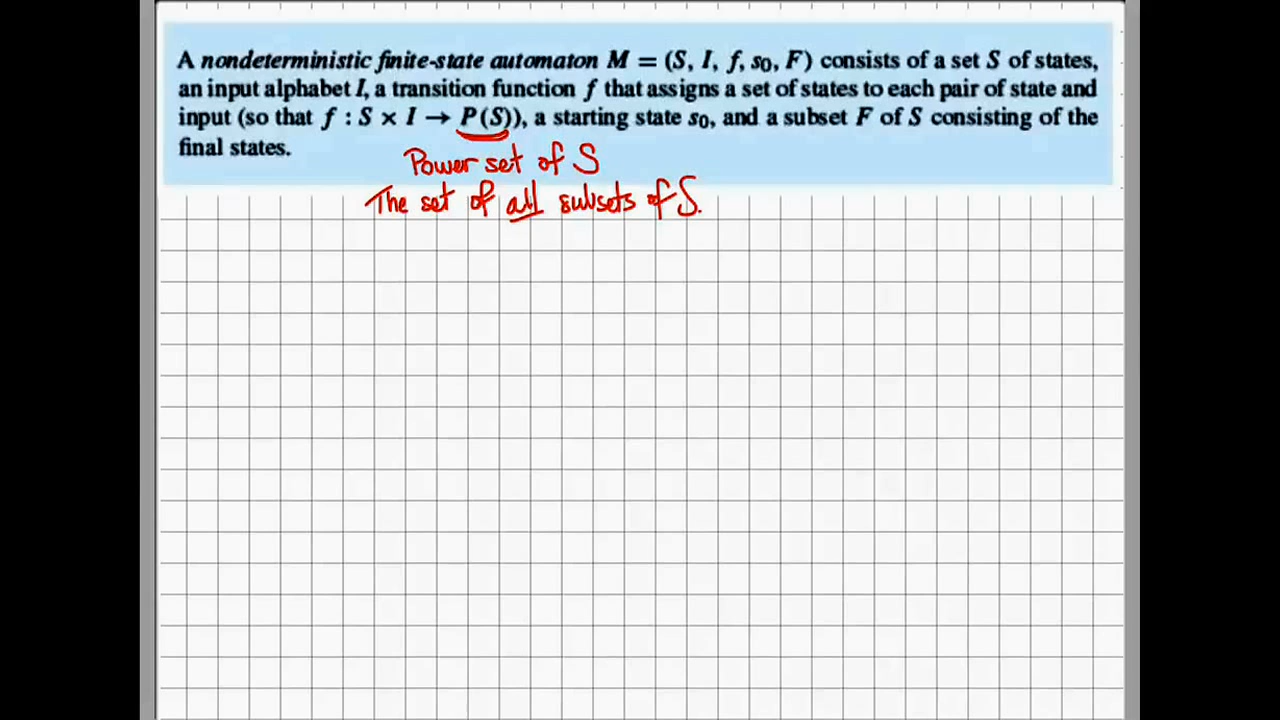 A nondeterministic finite-state automaton M = (S, I, f, s₀, F) consists of a set S of states,
an input alphabet I, a transition function f that assigns a set of states to each pair of state and
input (so that f : S × I → P(S)), a starting state s₀, and a subset F of S consisting of the
final states.
Power set of S
The set of all subsets of S.